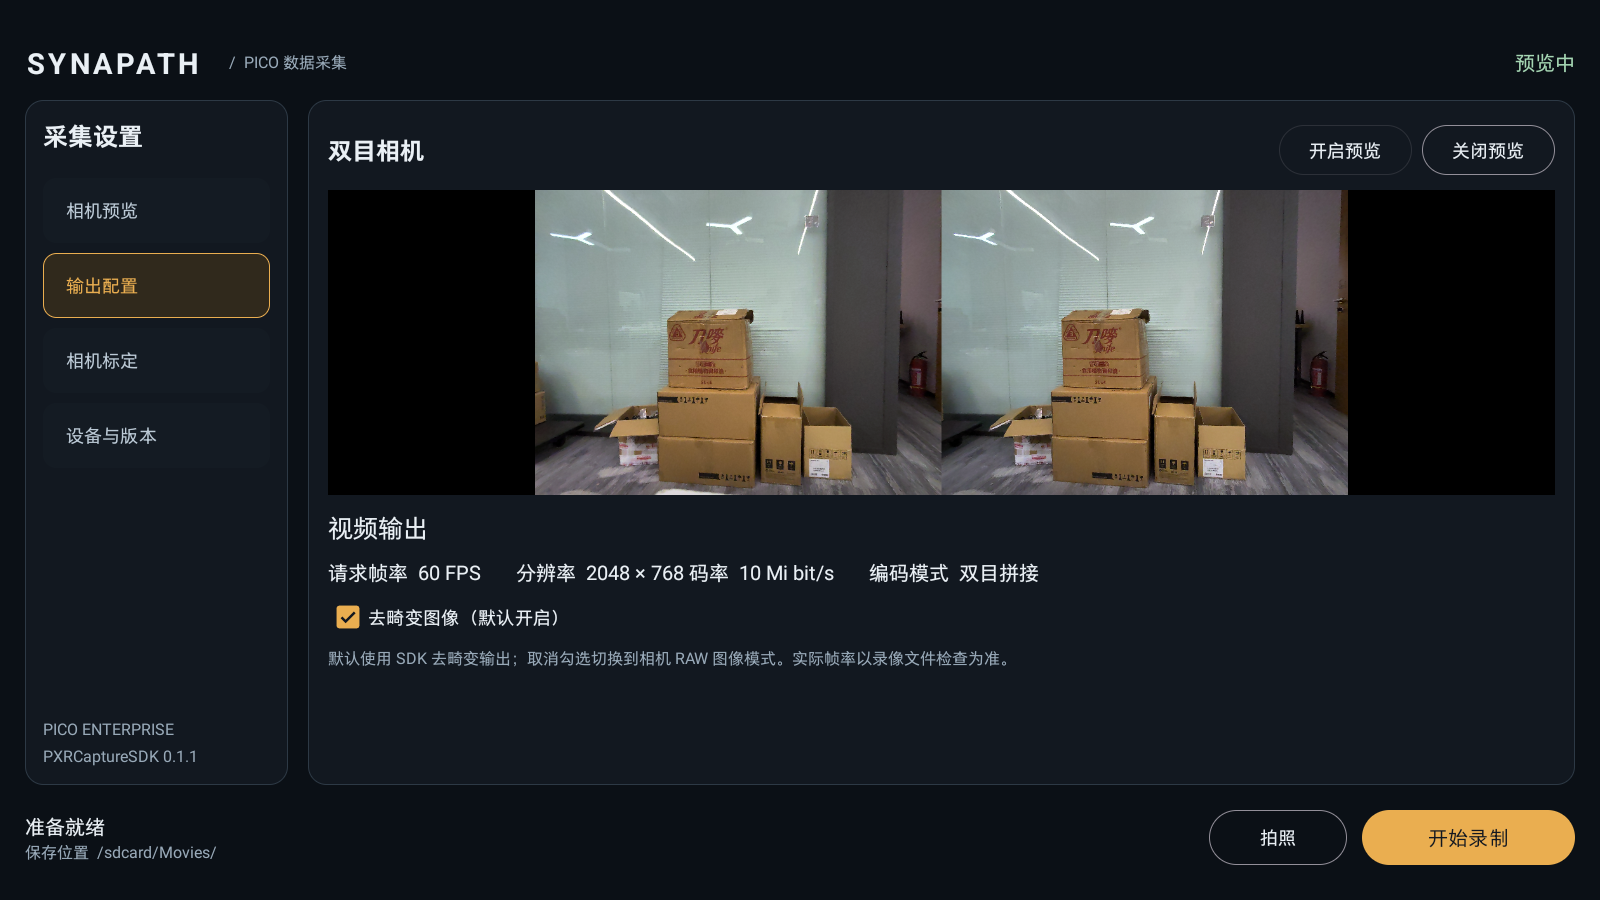 SYNAPATH / PICO 数据采集
预览中
采集设置
相机预览
输出配置
相机标定
设备与版本
PICO ENTERPRISE
PXRCaptureSDK 0.1.1
双目相机
开启预览
关闭预览
视频输出
请求帧率 60 FPS 分辨率 2048 × 768 码率 10 Mi bit/s 编码模式 双目拼接
去畸变图像（默认开启）
默认使用 SDK 去畸变输出；取消勾选切换到相机 RAW 图像模式。实际帧率以录像文件检查为准。
准备就绪
保存位置 /sdcard/Movies/
拍照
开始录制